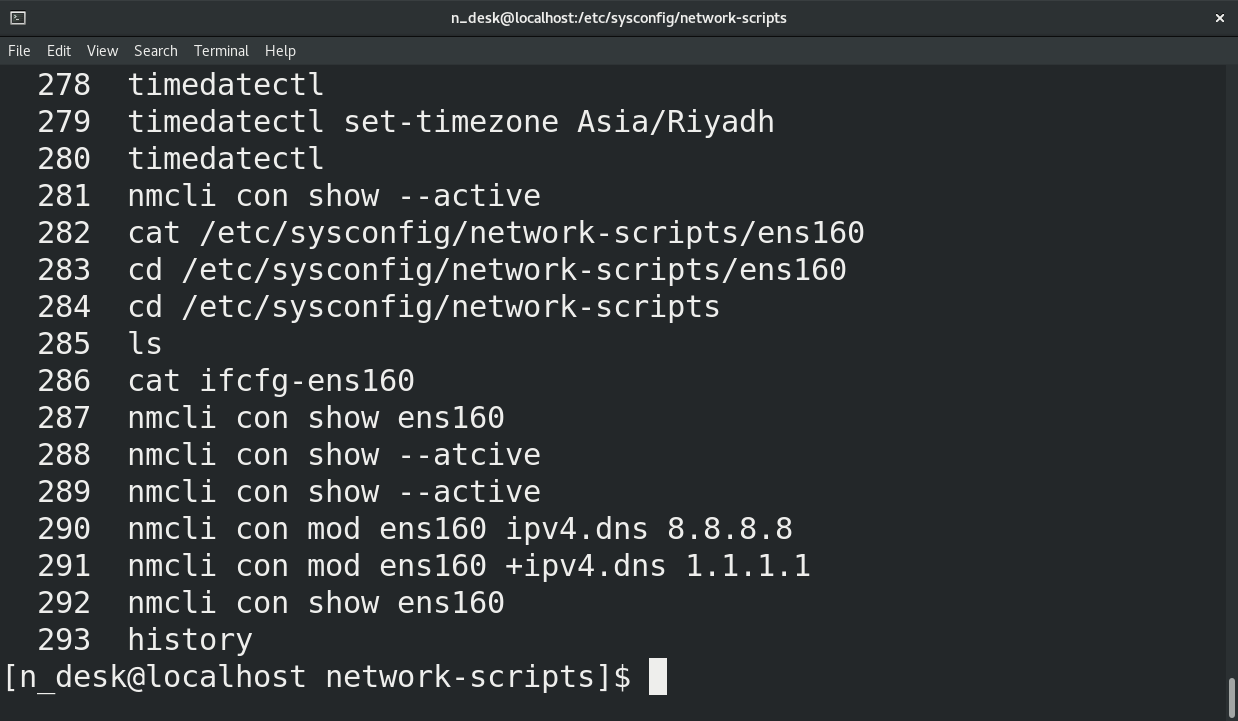 n_desk@localhost:/etc/sysconfig/network-scripts
File Edit View Search Terminal Help
278 timedatectl
279 timedatectl set-timezone Asia/Riyadh
280 timedatectl
281 nmcli con show --active
282 cat /etc/sysconfig/network-scripts/ens160
283 cd /etc/sysconfig/network-scripts/ens160
284 cd /etc/sysconfig/network-scripts
285 ls
286 cat ifcfg-ens160
287 nmcli con show ens160
288 nmcli con show --atcive
289 nmcli con show --active
290 nmcli con mod ens160 ipv4.dns 8.8.8.8
291 nmcli con mod ens160 +ipv4.dns 1.1.1.1
292 nmcli con show ens160
293 history
[n_desk@localhost network-scripts]$